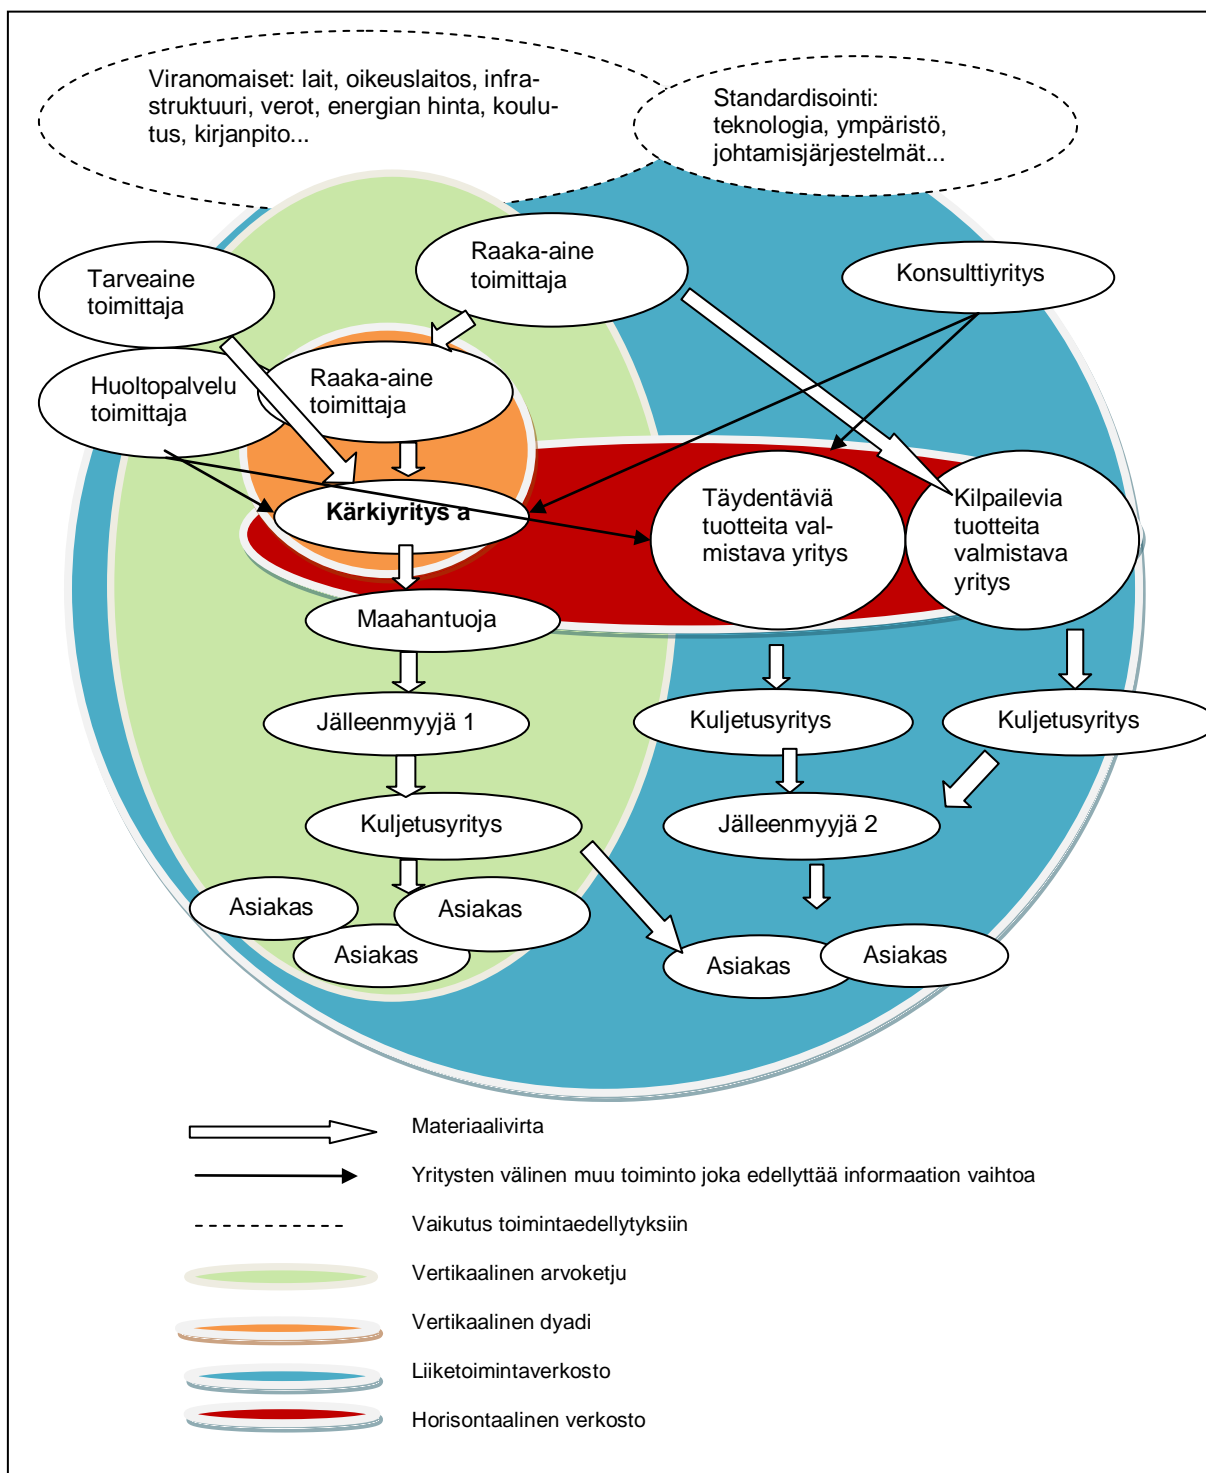 Viranomaiset: lait, oikeuslaitos, infra-
struktuuri, verot, energian hinta, koulu-
tus, kirjanpito...
Standardisointi:
teknologia, ympäristö,
johtamisjärjestelmät...
Tarveaine
toimittaja
Raaka-aine
toimittaja
Konsulttiyritys
Huoltopalvelu
toimittaja
Raaka-aine
toimittaja
Kärkiyritys a
Täydentäviä
tuotteita val-
mistava yritys
Kilpailevia
tuotteita
valmistava
yritys
Maahantuoja
Jälleenmyyjä 1
Kuljetusyritys
Kuljetusyritys
Kuljetusyritys
Jälleenmyyjä 2
Asiakas
Asiakas
Asiakas
Asiakas
Asiakas
Materiaalivirta
Yritysten välinen muu toiminto joka edellyttää informaation vaihtoa
Vaikutus toimintaedellytyksiin
Vertikaalinen arvoketju
Vertikaalinen dyadi
Liiketoimintaverkosto
Horisontaalinen verkosto